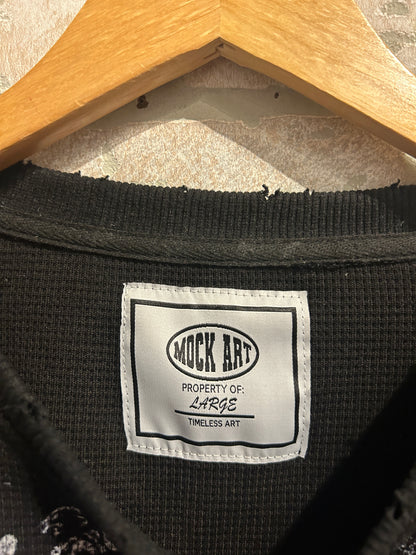 MOCK ART
PROPERTY OF:
LARGE
TIMELESS ART